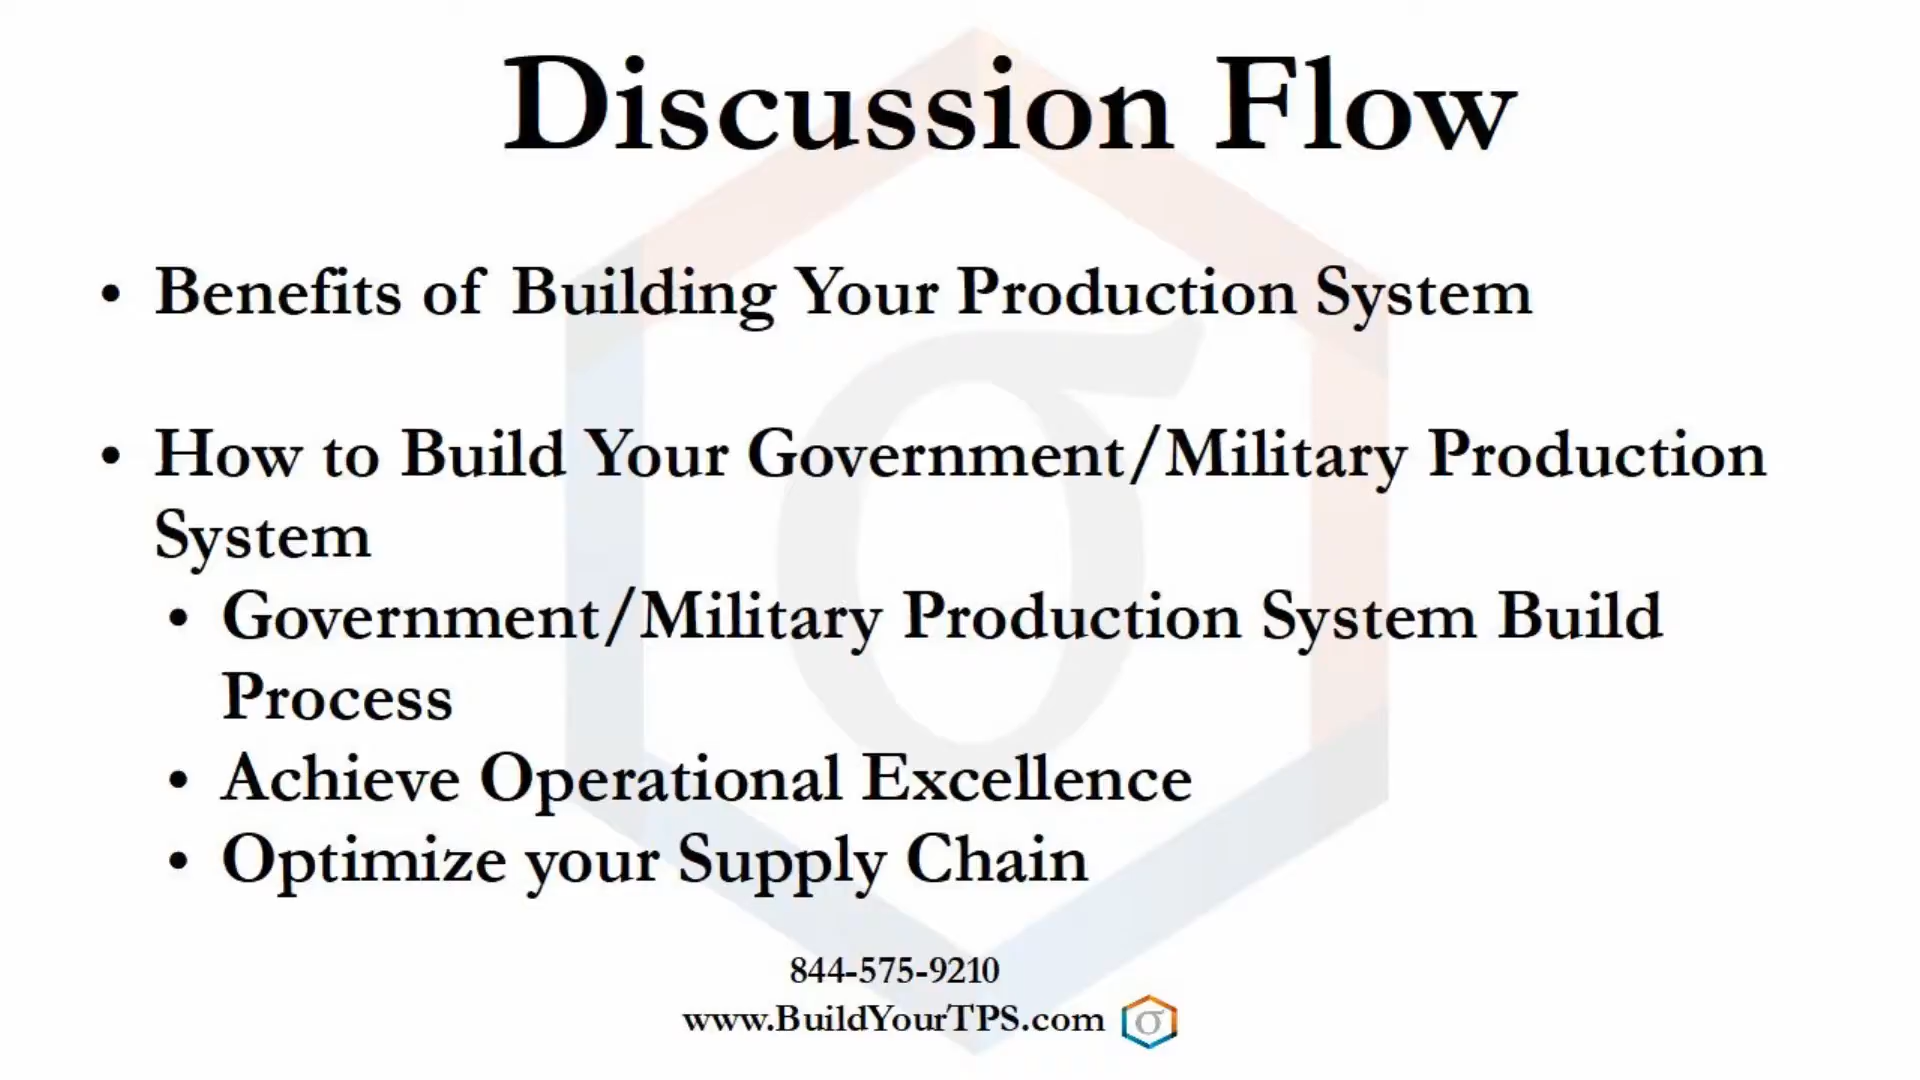 Discussion Flow
• Benefits of Building Your Production System
• How to Build Your Government/Military Production
System
• Government/Military Production System Build
Process
• Achieve Operational Excellence
• Optimize your Supply Chain
844-575-9210
www.BuildYourTPS.com
σ